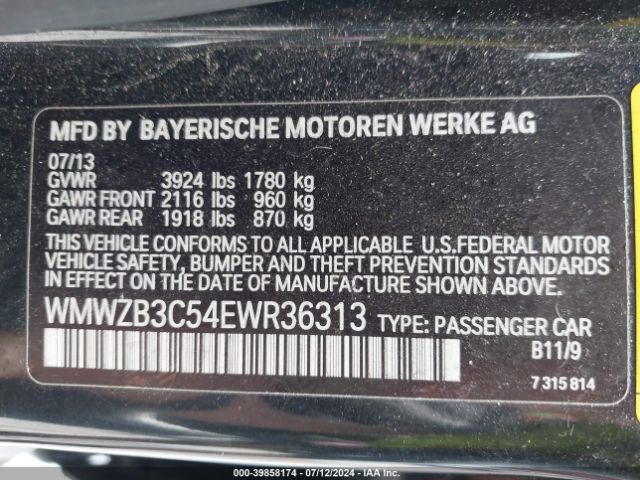 MFD BY BAYERISCHE MOTOREN WERKE AG
07/13
GVWR 3924 lbs 1780 kg
GAWR FRONT 2116 lbs 960 kg
GAWR REAR 1918 lbs 870 kg
THIS VEHICLE CONFORMS TO ALL APPLICABLE U.S.FEDERAL MOTOR
VEHICLE SAFETY, BUMPER AND THEFT PREVENTION STANDARDS
IN EFFECT ON THE DATE OF MANUFACTURE SHOWN ABOVE.
WMWZB3C54EWR36313 TYPE: PASSENGER CAR
B11/9
7 315 814
000-39858174 - 07/12/2024 - IAA Inc.